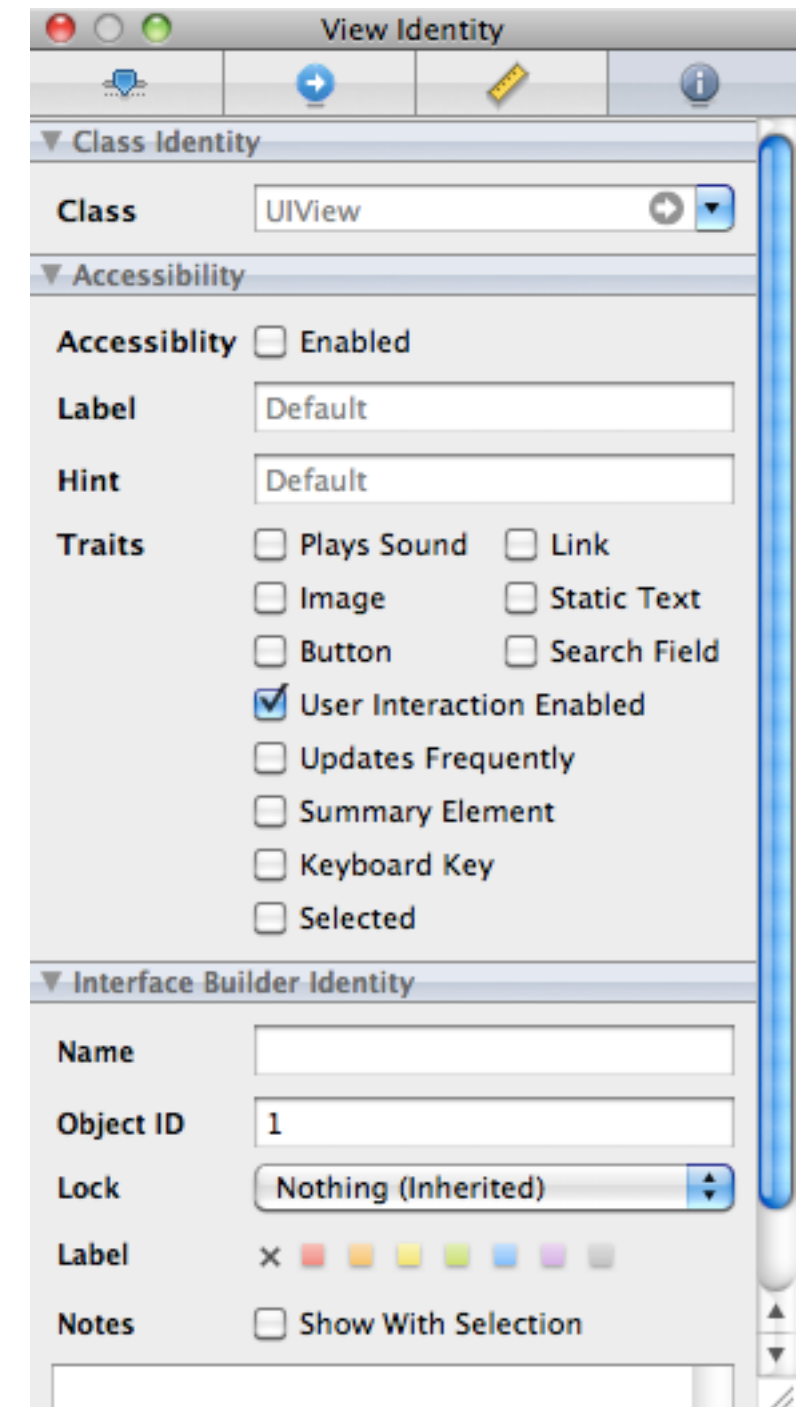 View Identity
Class Identity
Class UIView
Accessibility
Accessiblity Enabled
Label Default
Hint Default
Traits Plays Sound Link
Image Static Text
Button Search Field
User Interaction Enabled
Updates Frequently
Summary Element
Keyboard Key
Selected
Interface Builder Identity
Name
Object ID 1
Lock Nothing (Inherited)
Label
Notes Show With Selection